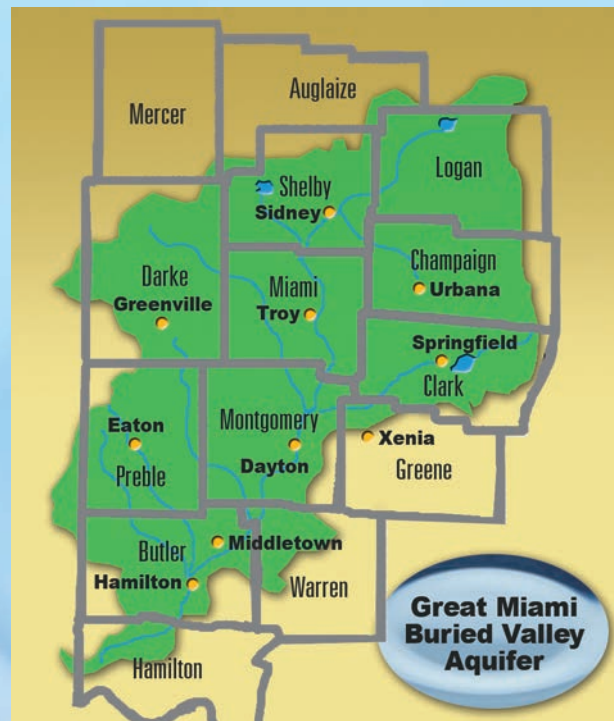 Auglaize
Mercer
Logan
Shelby
Sidney
Champaign
Darke
Miami
Urbana
Greenville
Troy
Springfield
Clark
Eaton
Montgomery
Xenia
Preble
Dayton
Greene
Butler
Middletown
Hamilton
Warren
Hamilton
Great Miami
Buried Valley
Aquifer